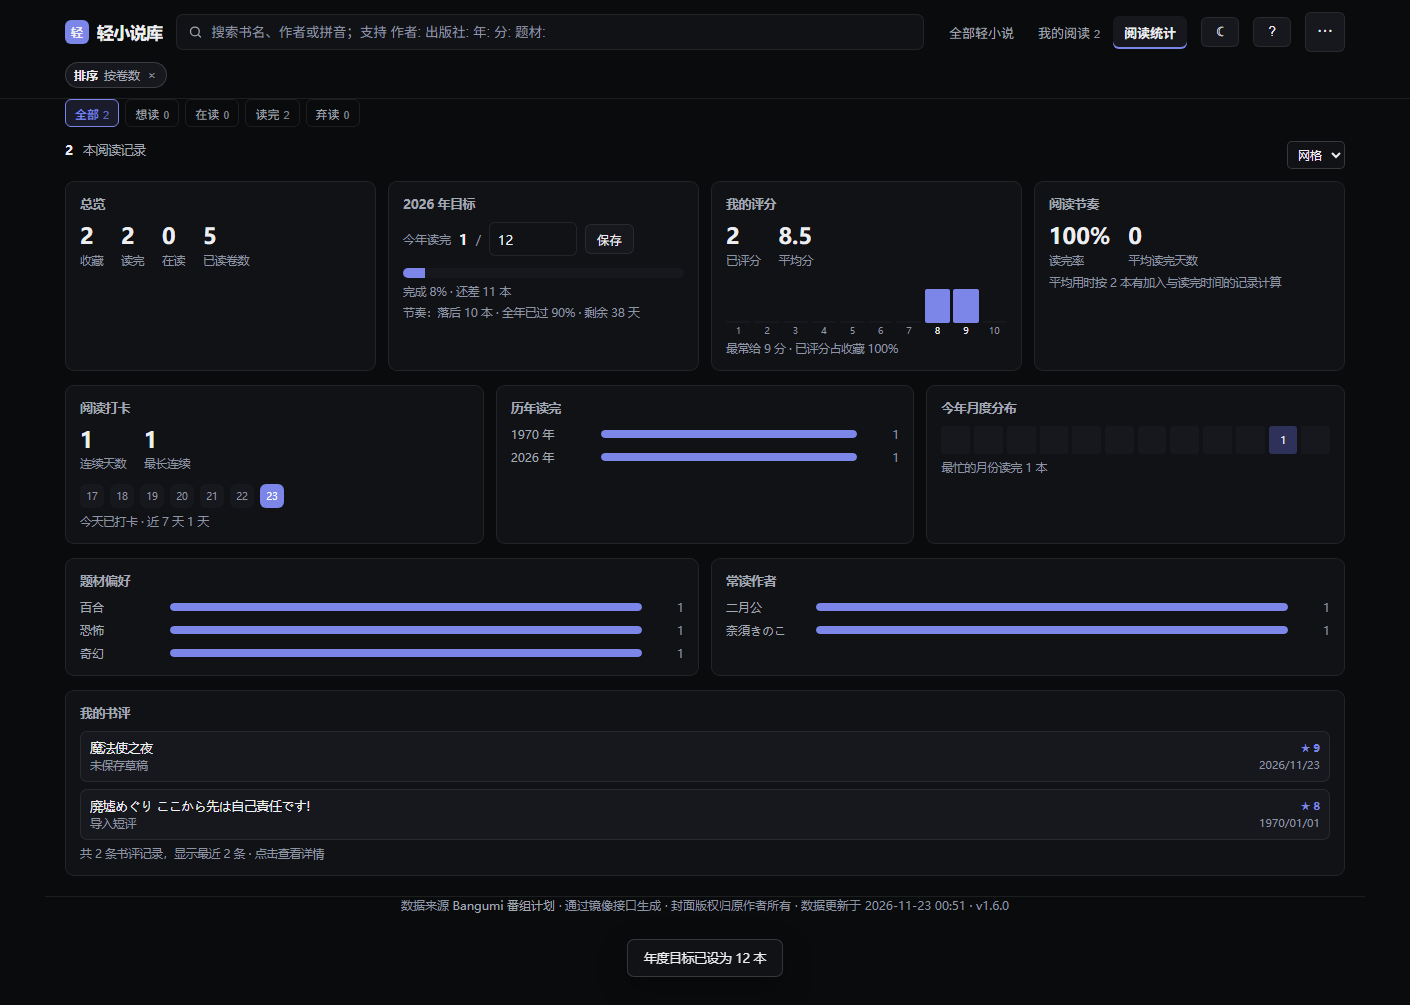 轻 轻小说库 搜索书名、作者或拼音；支持 作者: 出版社: 年: 分: 题材: 全部轻小说 我的阅读 2 阅读统计 ☾ ? ···
排序 按卷数 ×
全部 2 想读 0 在读 0 读完 2 弃读 0
2 本阅读记录 网格
总览
2 2 0 5
收藏 读完 在读 已读卷数
2026 年目标
今年读完 1 / 12 保存
完成 8% · 还差 11 本
节奏：落后 10 本 · 全年已过 90% · 剩余 38 天
我的评分
2 8.5
已评分 平均分
1 2 3 4 5 6 7 8 9 10
最常给 9 分 · 已评分占收藏 100%
阅读节奏
100% 0
读完率 平均读完天数
平均用时按 2 本有加入与读完时间的记录计算
阅读打卡
1 1
连续天数 最长连续
17 18 19 20 21 22 23
今天已打卡 · 近 7 天 1 天
历年读完
1970 年 1
2026 年 1
今年月度分布
1
最忙的月份读完 1 本
题材偏好
百合 1
恐怖 1
奇幻 1
常读作者
二月公 1
奈須きのこ 1
我的书评
魔法使之夜 ★ 9
未保存草稿 2026/11/23
廃墟めぐり ここから先は自己責任です! ★ 8
导入短评 1970/01/01
共 2 条书评记录，显示最近 2 条 · 点击查看详情
数据来源 Bangumi 番组计划 · 通过镜像接口生成 · 封面版权归原作者所有 · 数据更新于 2026-11-23 00:51 · v1.6.0
年度目标已设为 12 本